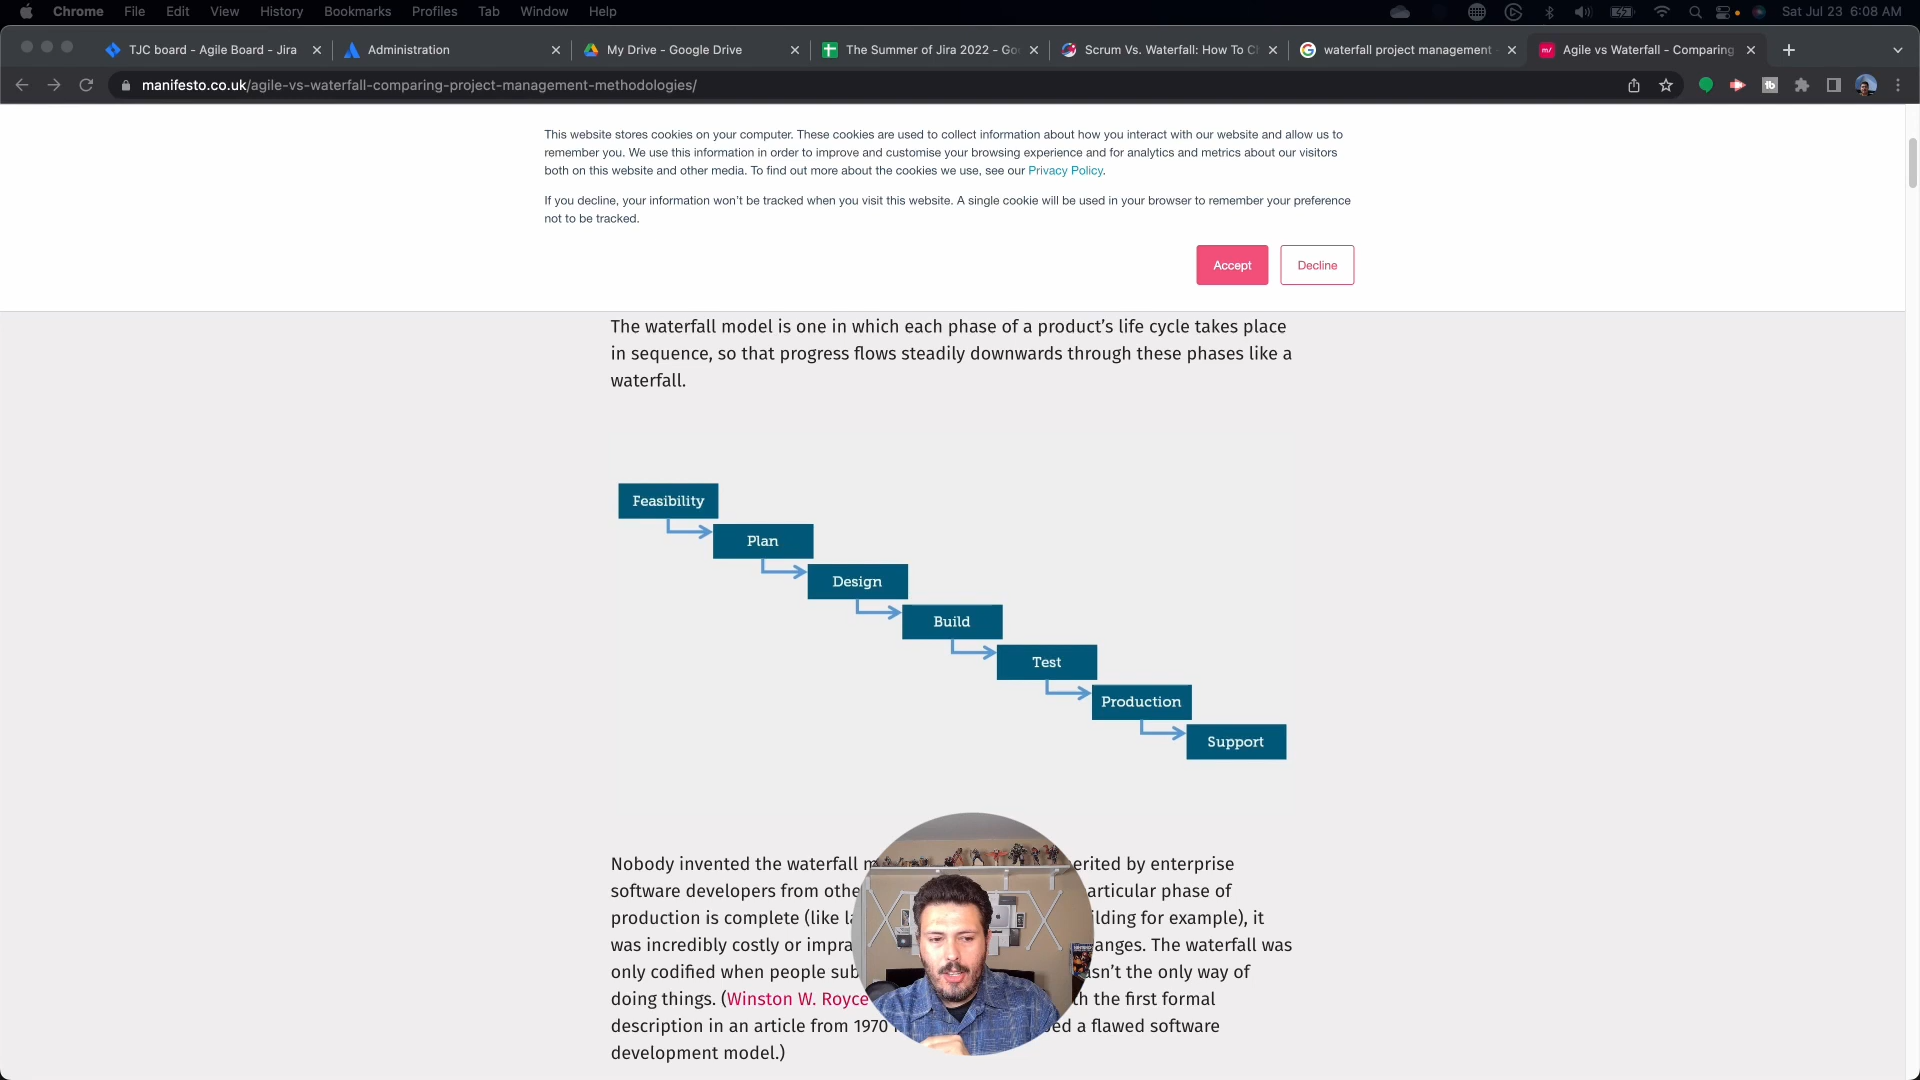 Chrome File Edit View History Bookmarks Profiles Tab Window Help Sat Jul 23 6:08 AM
TJC board - Agile Board - Jira Administration My Drive - Google Drive The Summer of Jira 2022 - Go Scrum Vs. Waterfall: How To C waterfall project management Agile vs Waterfall - Comparing
manifesto.co.uk/agile-vs-waterfall-comparing-project-management-methodologies/
This website stores cookies on your computer. These cookies are used to collect information about how you interact with our website and allow us to
remember you. We use this information in order to improve and customise your browsing experience and for analytics and metrics about our visitors
both on this website and other media. To find out more about the cookies we use, see our Privacy Policy.
If you decline, your information won't be tracked when you visit this website. A single cookie will be used in your browser to remember your preference
not to be tracked.
Accept Decline
The waterfall model is one in which each phase of a product's life cycle takes place
in sequence, so that progress flows steadily downwards through these phases like a
waterfall.
Feasibility
Plan
Design
Build
Test
Production
Support
Nobody invented the waterfall erited by enterprise
software developers from othe articular phase of
production is complete (like ilding for example), it
was incredibly costly or impra anges. The waterfall was
only codified when people sub asn't the only way of
doing things. (Winston W. Royce th the first formal
description in an article from 1970 ed a flawed software
development model.)